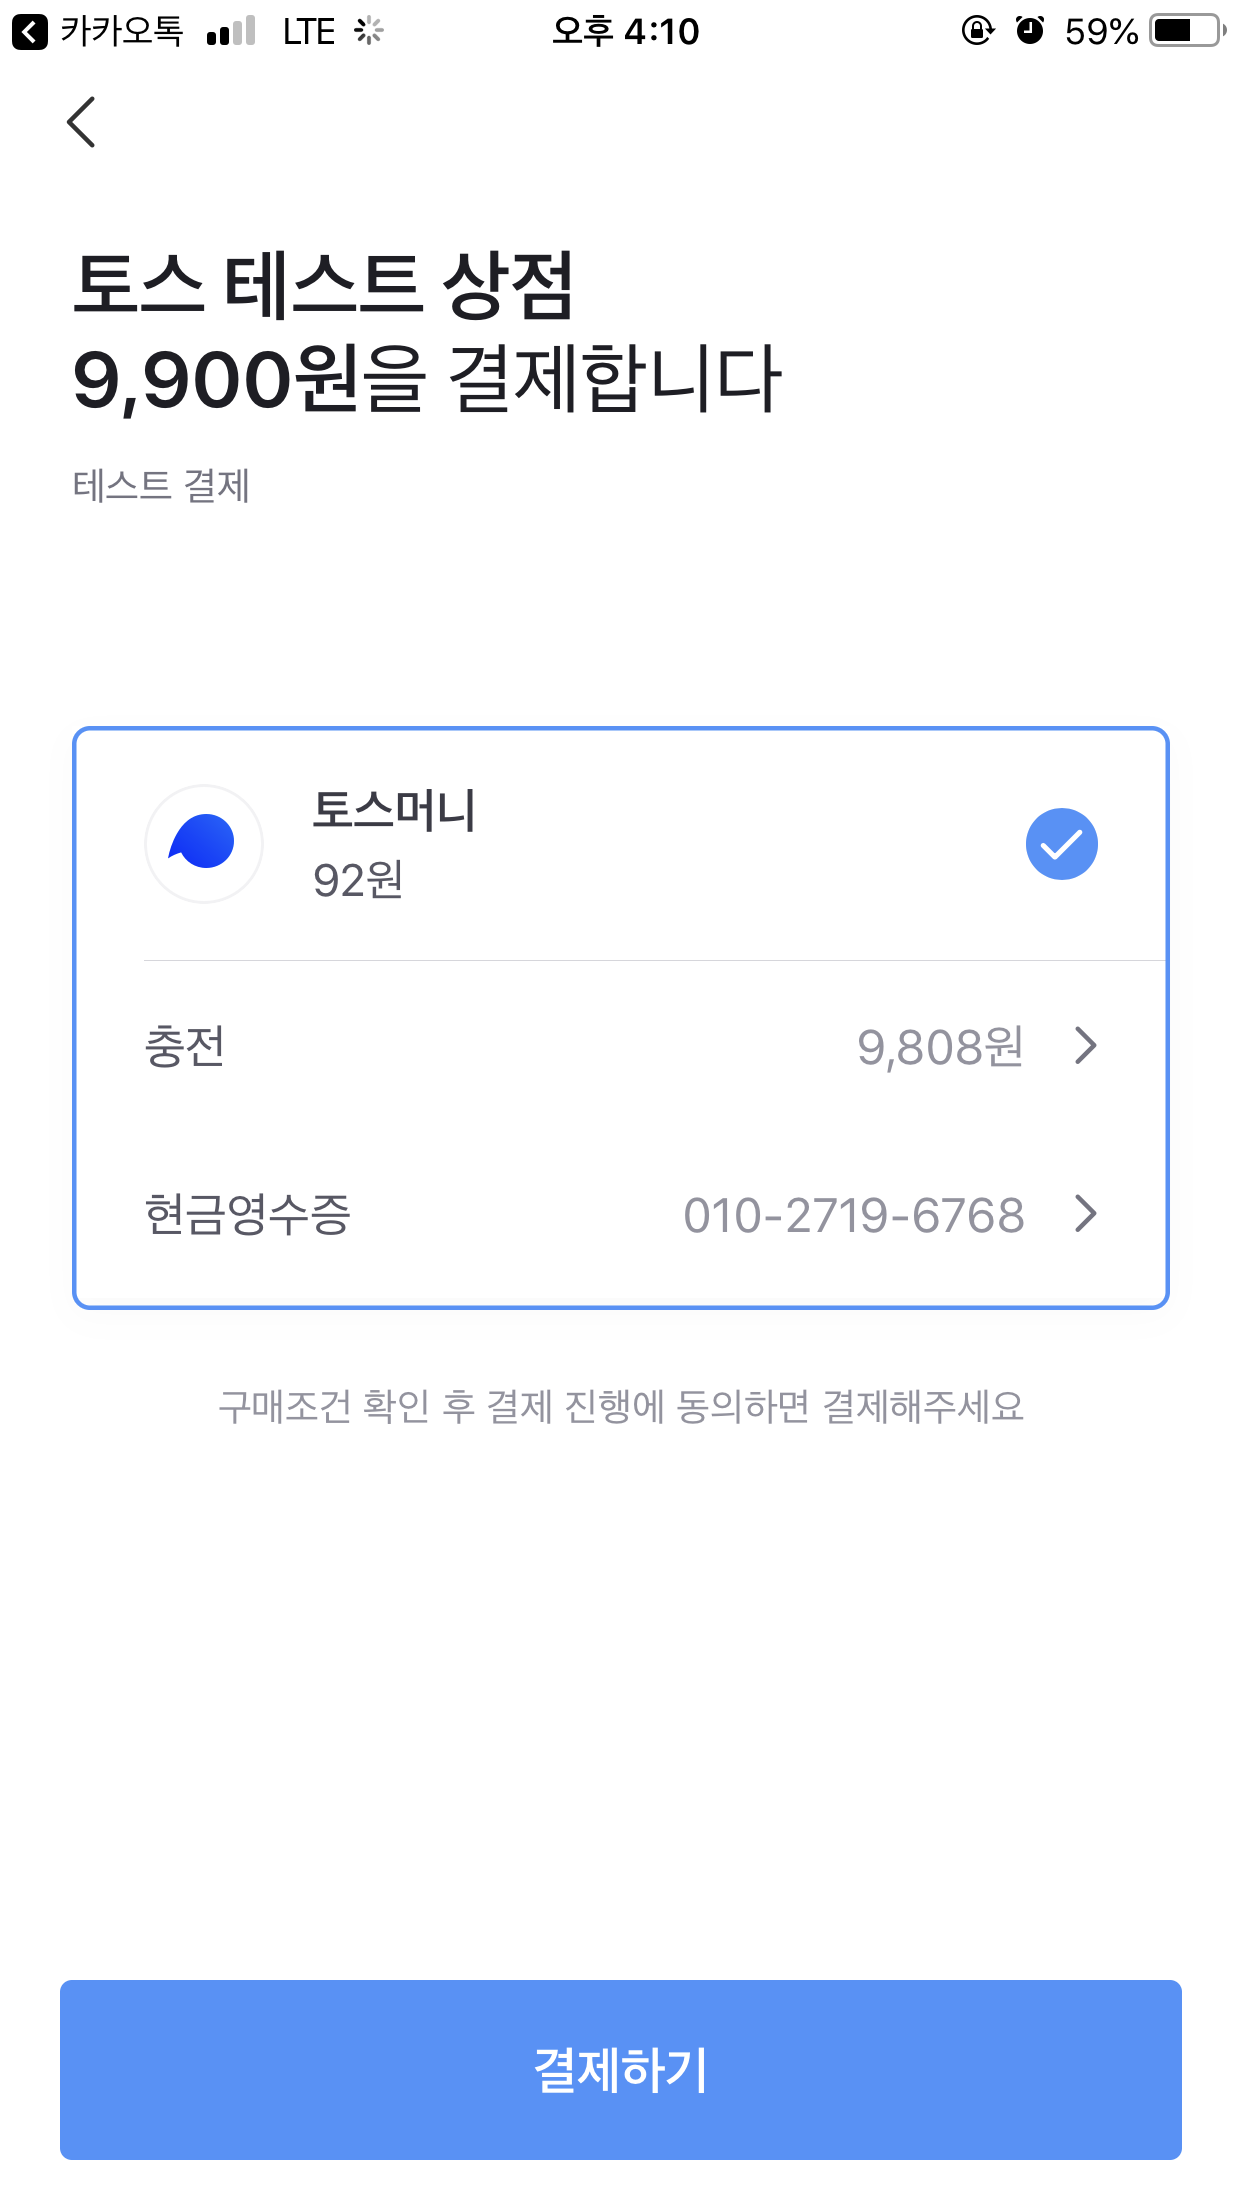 카카오톡 LTE 오후 4:10 59%
토스 테스트 상점
9,900원을 결제합니다
테스트 결제
토스머니
92원
충전 9,808원
현금영수증 010-2719-6768
구매조건 확인 후 결제 진행에 동의하면 결제해주세요
결제하기